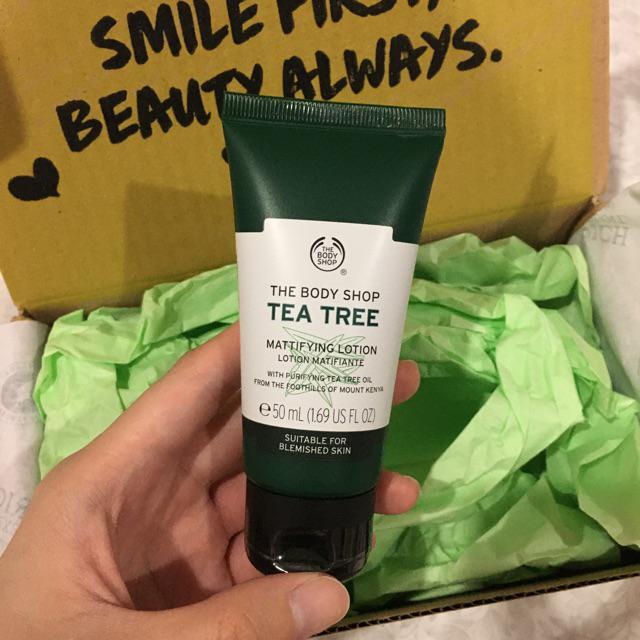 SMILE FIRST,
BEAUTY ALWAYS.
THE
BODY
SHOP
®
THE BODY SHOP
TEA TREE
MATTIFYING LOTION
LOTION MATIFIANTE
WITH PURIFYING TEA TREE OIL
FROM THE FOOTHILLS OF MOUNT KENYA
℮50 mL (1.69 US FL OZ)
SUITABLE FOR
BLEMISHED SKIN